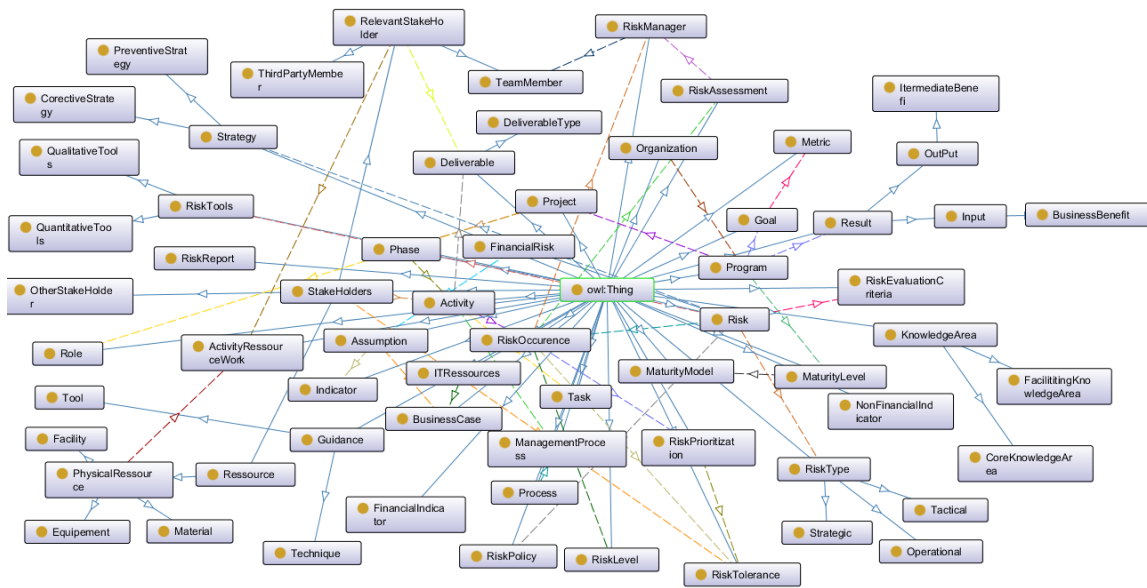 RelevantStakeHo
lder
RiskManager
PreventiveStrat
egy
ThirdPartyMembe
r
TeamMember
RiskAssessment
CorectiveStrate
gy
ItermediateBene
fi
DeliverableType
Strategy
Organization
Metric
QualitativeTool
s
Deliverable
OutPut
RiskTools
Project
Goal
Result
Input
BusinessBenefit
QuantitativeToo
ls
Phase
FinancialRisk
RiskReport
Program
OtherStakeHolde
r
StakeHolders
Activity
owl:Thing
RiskEvaluationC
riteria
Risk
Role
ActivityRessour
ceWork
Assumption
RiskOccurence
KnowledgeArea
Indicator
ITRessources
MaturityModel
MaturityLevel
FacilititingKno
wledgeArea
Tool
BusinessCase
Task
NonFinancialInd
icator
Facility
Guidance
ManagementProce
ss
RiskPrioritizat
ion
CoreKnowledgeAr
ea
PhysicalRessour
ce
Ressource
RiskType
Process
Equipement
Material
FinancialIndica
tor
Tactical
Strategic
Technique
RiskPolicy
RiskLevel
Operational
RiskTolerance